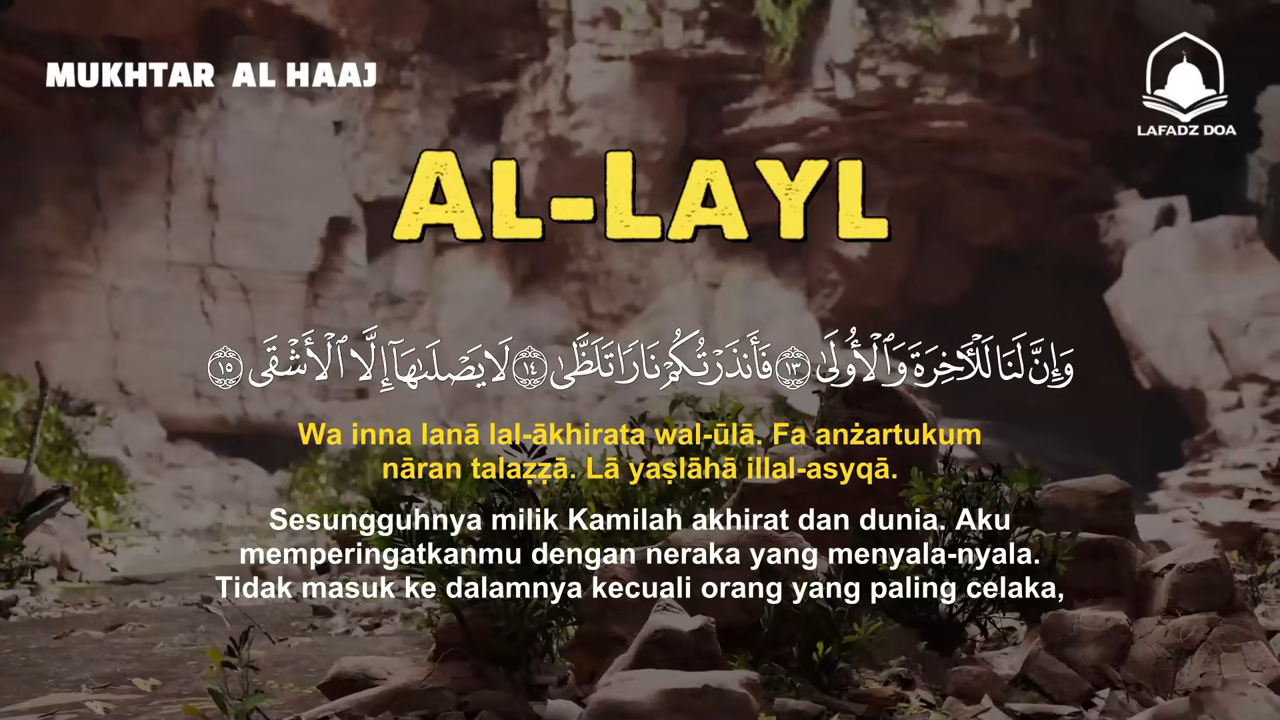 MUKHTAR AL HAAJ
LAFADZ DOA
AL-LAYL
وَإِنَّ لَنَا لَلْآخِرَةَ وَالْأُولَىٰ ۝١٣ فَأَنذَرْتُكُمْ نَارًا تَلَظَّىٰ ۝١٤ لَا يَصْلَىٰهَآ إِلَّا ٱلْأَشْقَى ۝١٥
Wa inna lanā lal-ākhirata wal-ūlā. Fa anżartukum
nāran talaẓẓā. Lā yaṣlāhā illal-asyqā.
Sesungguhnya milik Kamilah akhirat dan dunia. Aku
memperingatkanmu dengan neraka yang menyala-nyala.
Tidak masuk ke dalamnya kecuali orang yang paling celaka,